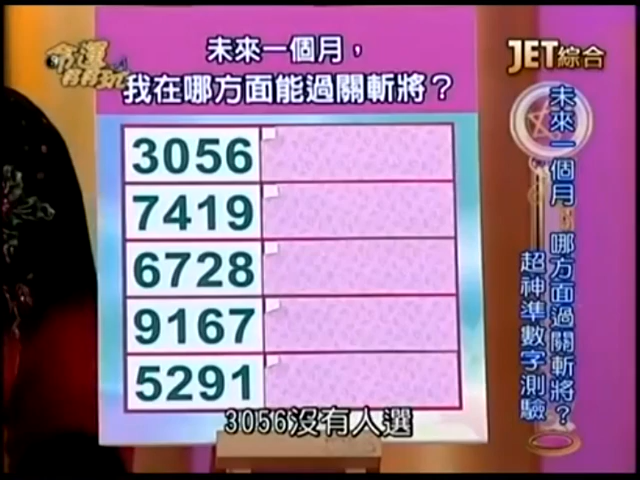 命運好好玩
JET綜合
未來一個月，
我在哪方面能過關斬將？
3056
7419
6728
9167
5291
未來一個月，哪方面過關斬將？
超神準數字測驗
3056沒有人選